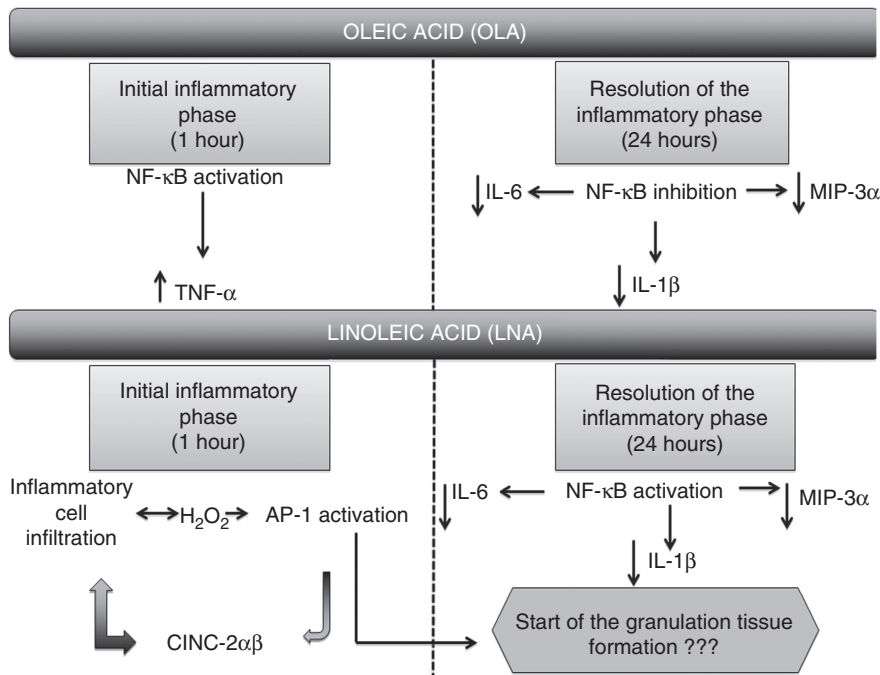 OLEIC ACID (OLA)
Initial inflammatory
phase
(1 hour)
NF-κB activation
TNF-α
Resolution of the
inflammatory phase
(24 hours)
IL-6
NF-κB inhibition
MIP-3α
IL-1β
LINOLEIC ACID (LNA)
Initial inflammatory
phase
(1 hour)
Inflammatory
cell
infiltration
H₂O₂
AP-1 activation
CINC-2αβ
Resolution of the
inflammatory phase
(24 hours)
IL-6
NF-κB activation
MIP-3α
IL-1β
Start of the granulation tissue
formation ???